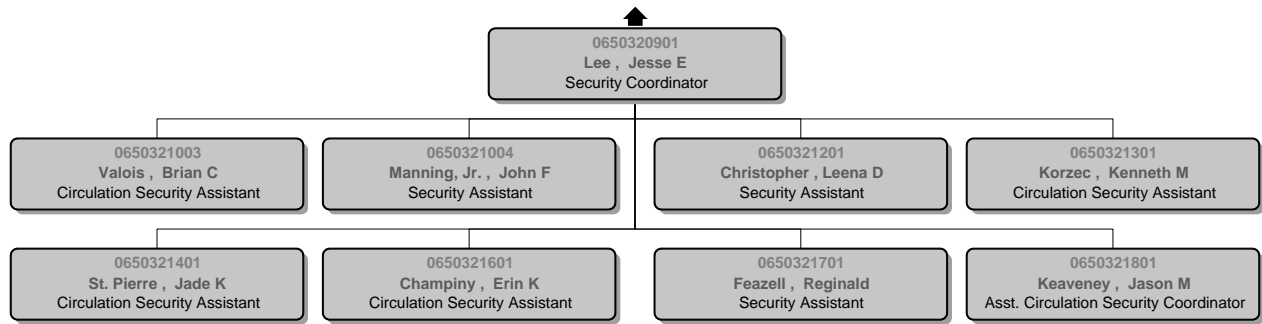 0650320901
Lee , Jesse E
Security Coordinator
0650321003
Valois , Brian C
Circulation Security Assistant
0650321004
Manning, Jr. , John F
Security Assistant
0650321201
Christopher , Leena D
Security Assistant
0650321301
Korzec , Kenneth M
Circulation Security Assistant
0650321401
St. Pierre , Jade K
Circulation Security Assistant
0650321601
Champiny , Erin K
Circulation Security Assistant
0650321701
Feazell , Reginald
Security Assistant
0650321801
Keaveney , Jason M
Asst. Circulation Security Coordinator